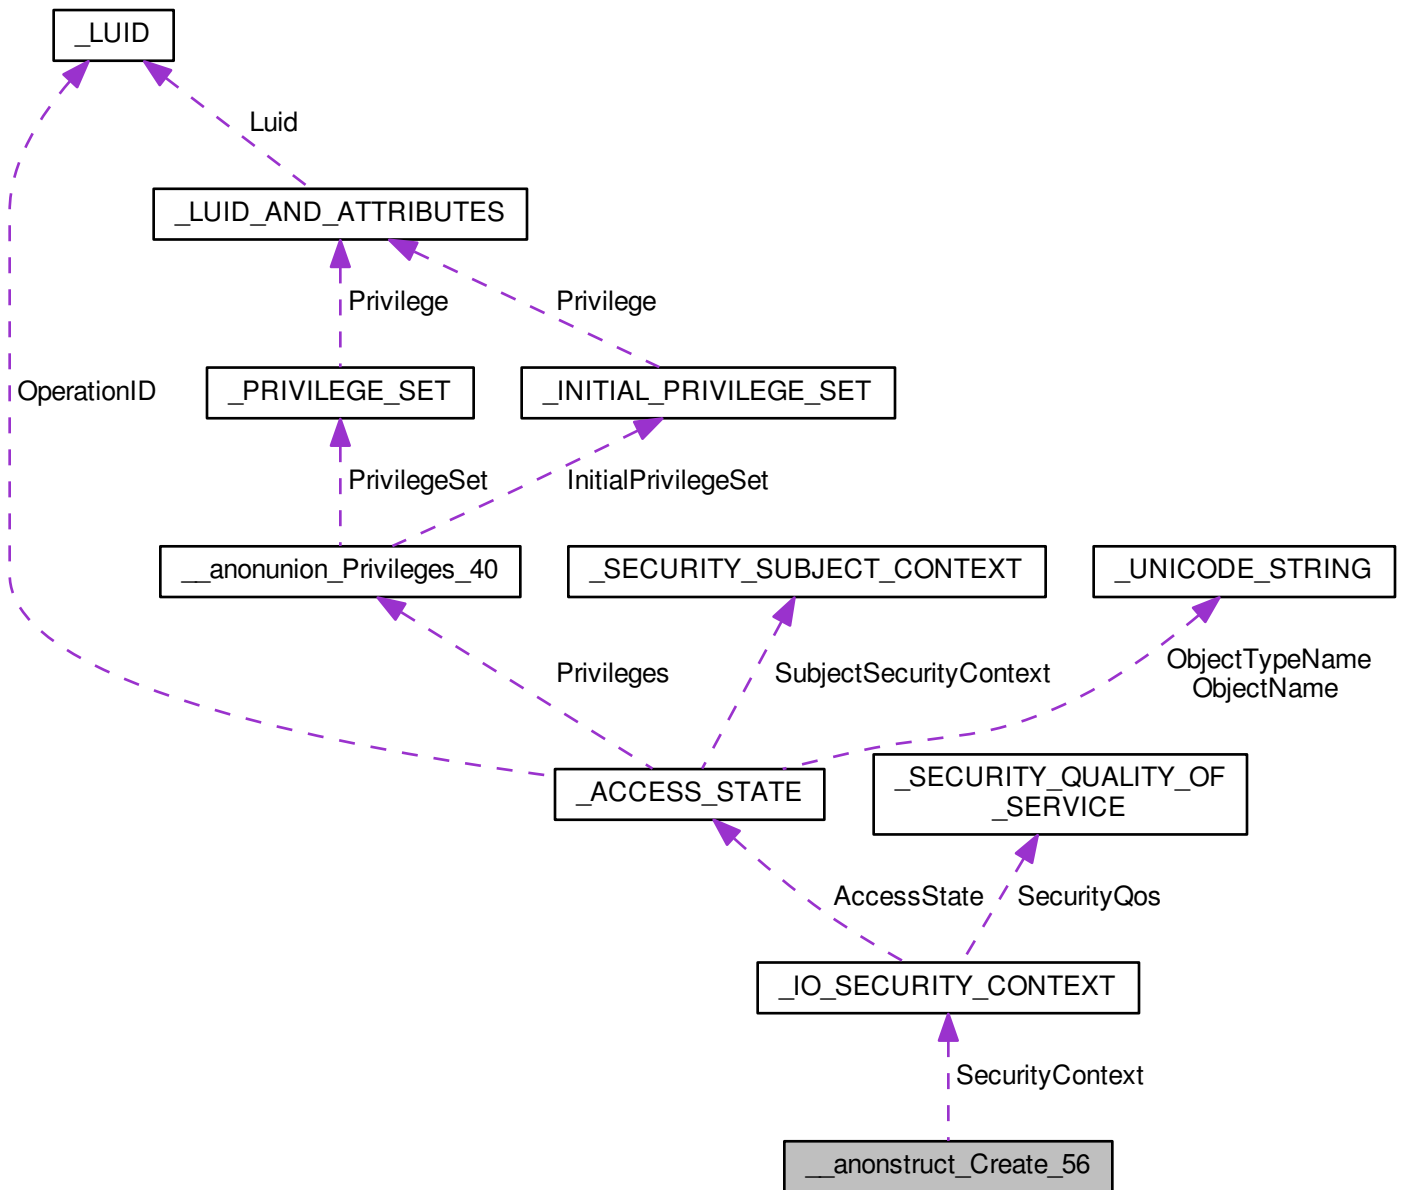 _LUID
Luid
_LUID_AND_ATTRIBUTES
Privilege
Privilege
_PRIVILEGE_SET
_INITIAL_PRIVILEGE_SET
OperationID
PrivilegeSet
InitialPrivilegeSet
__anonunion_Privileges_40
_SECURITY_SUBJECT_CONTEXT
_UNICODE_STRING
Privileges
SubjectSecurityContext
ObjectTypeName
ObjectName
_ACCESS_STATE
_SECURITY_QUALITY_OF
_SERVICE
AccessState
SecurityQos
_IO_SECURITY_CONTEXT
SecurityContext
__anonstruct_Create_56